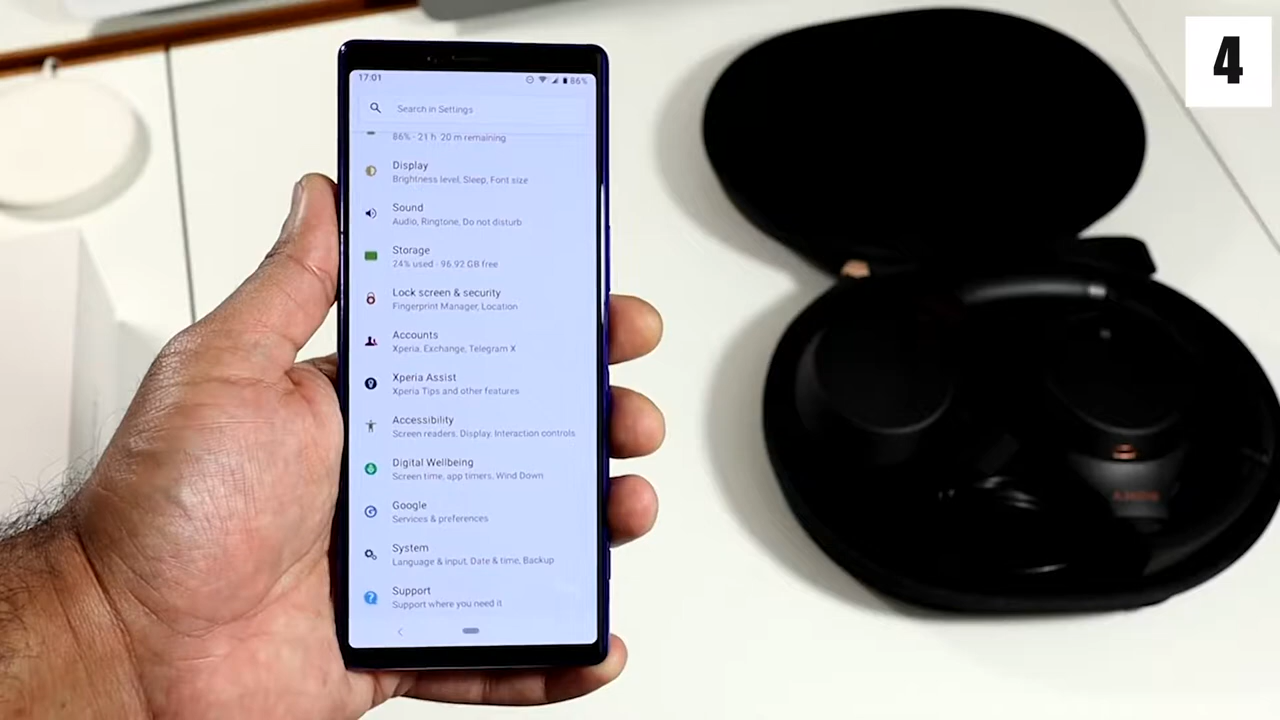 4
17:01
86%
Search in Settings
86% - 21 h 20 m remaining
Display
Brightness level, Sleep, Font size
Sound
Audio, Ringtone, Do not disturb
Storage
24% used - 96.92 GB free
Lock screen & security
Fingerprint Manager, Location
Accounts
Xperia, Exchange, Telegram X
Xperia Assist
Xperia Tips and other features
Accessibility
Screen readers, Display, Interaction controls
Digital Wellbeing
Screen time, app timers, Wind Down
Google
Services & preferences
System
Language & input, Date & time, Backup
Support
Support where you need it